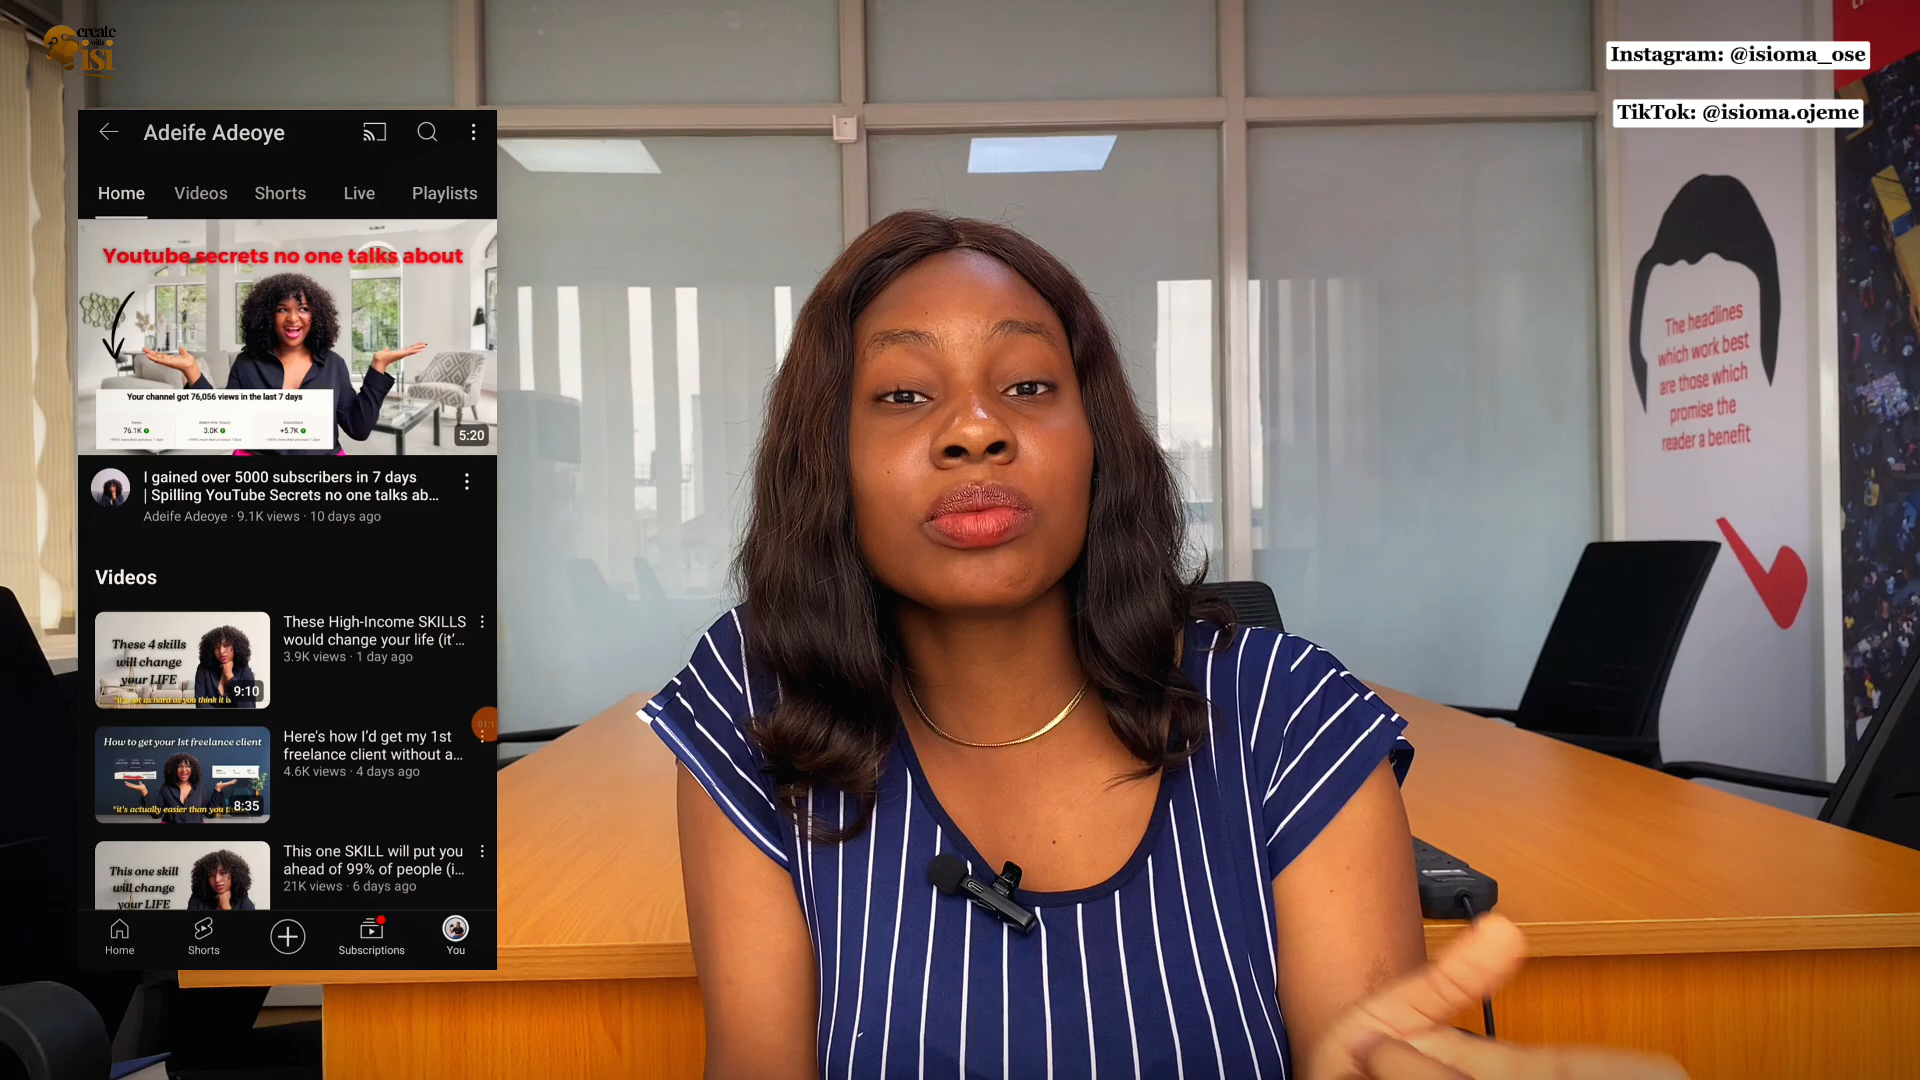 create
with
isi
Instagram: @isioma_ose
TikTok: @isioma.ojeme
Adeife Adeoye
Home
Videos
Shorts
Live
Playlists
Youtube secrets no one talks about
Your channel got 76,056 views in the last 7 days
Views
76.1K
3.0K
+5.7K
5:20
I gained over 5000 subscribers in 7 days
| Spilling YouTube Secrets no one talks ab...
Adeife Adeoye · 9.1K views · 10 days ago
Videos
These 4 skills
will change
your LIFE
9:10
These High-Income SKILLS
would change your life (it'...
3.9K views · 1 day ago
How to get your 1st freelance client
*it's actually easier than you
8:35
Here's how I'd get my 1st
freelance client without a...
4.6K views · 4 days ago
This one skill
will change
your LIFE
This one SKILL will put you
ahead of 99% of people (i...
21K views · 6 days ago
Home
Shorts
Subscriptions
You
The headlines
which work best
are those which
promise the
reader a benefit